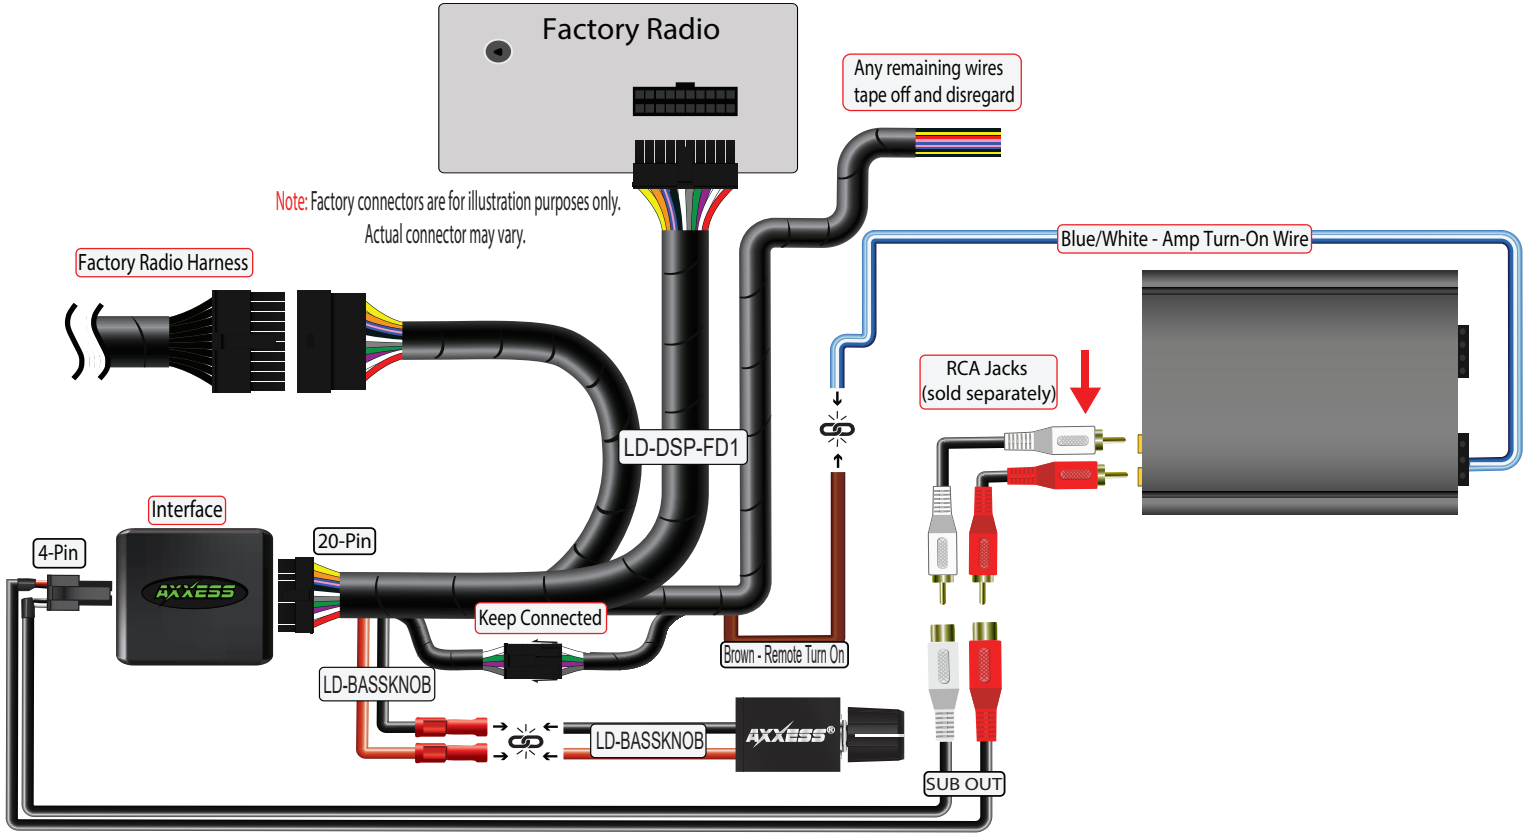 Factory Radio
Any remaining wires
tape off and disregard
Note: Factory connectors are for illustration purposes only.
Actual connector may vary.
Blue/White - Amp Turn-On Wire
Factory Radio Harness
RCA Jacks
(sold separately)
LD-DSP-FD1
Interface
4-Pin
20-Pin
AXXESS
Keep Connected
Brown - Remote Turn On
LD-BASSKNOB
LD-BASSKNOB
AXXESS®
SUB OUT